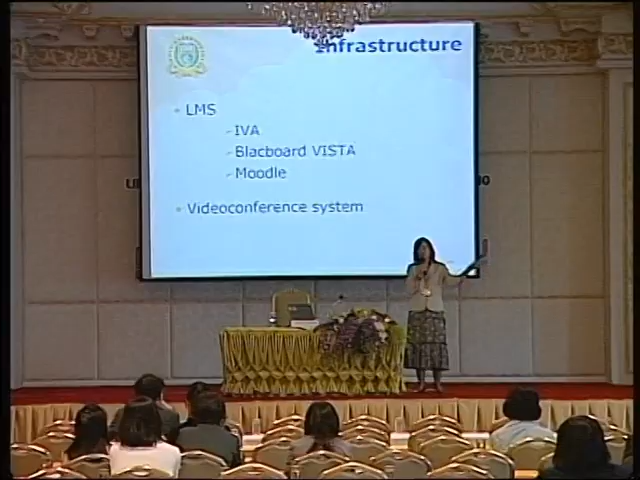 Infrastructure
LMS
IVA
Blacboard VISTA
Moodle
Videoconference system